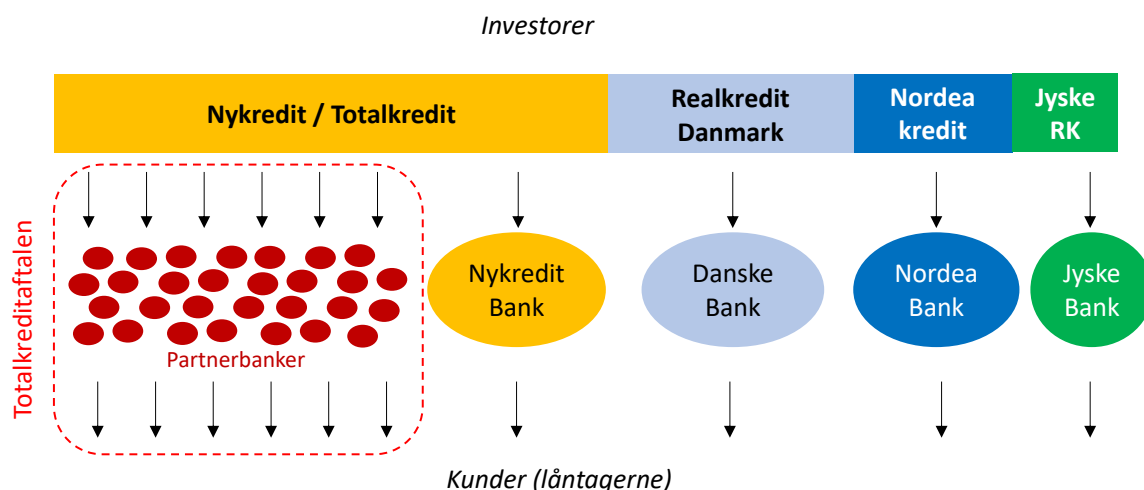 Investorer
Nykredit / Totalkredit
Realkredit
Danmark
Nordea
kredit
Jyske
RK
Totalkreditaftalen
Partnerbanker
Nykredit
Bank
Danske
Bank
Nordea
Bank
Jyske
Bank
Kunder (låntagerne)